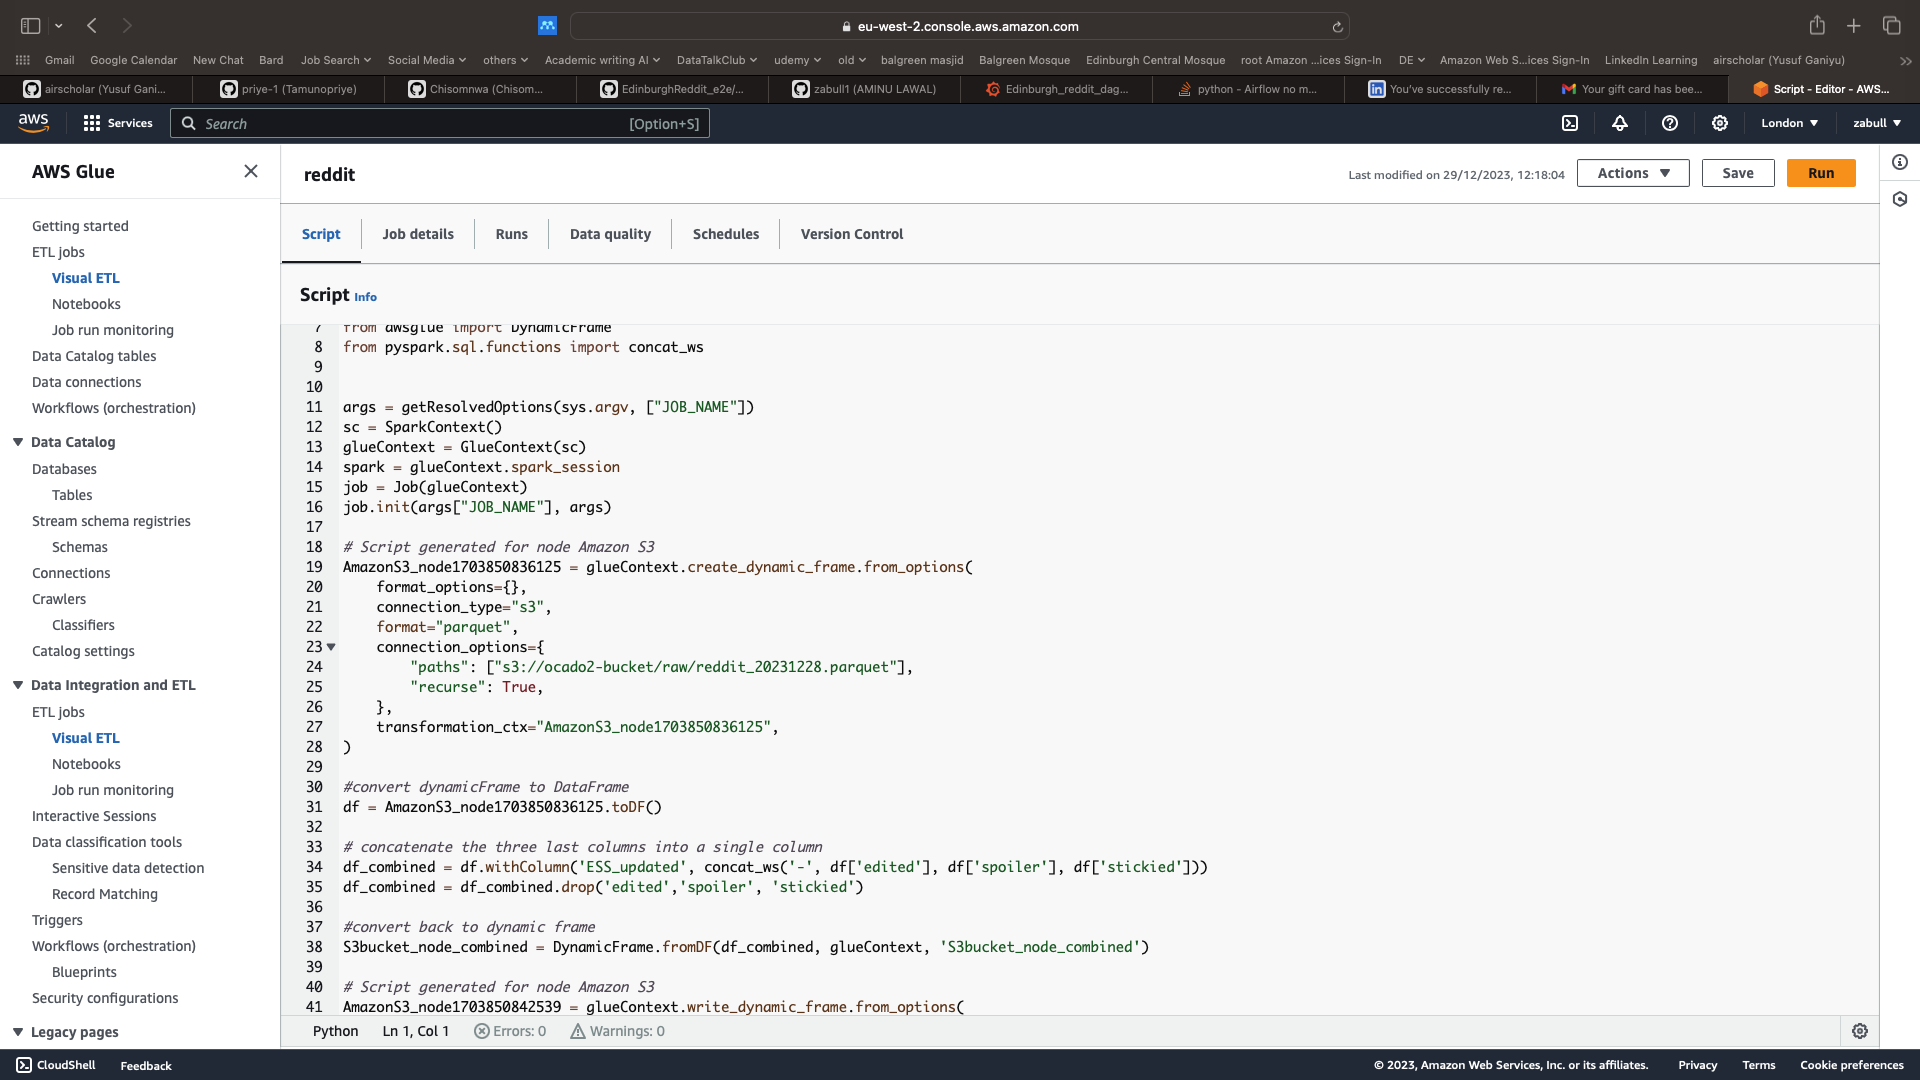 eu-west-2.console.aws.amazon.com
Gmail Google Calendar New Chat Bard Job Search Social Media others Academic writing AI DataTalkClub udemy old balgreen masjid Balgreen Mosque Edinburgh Central Mosque root Amazon ...ices Sign-In DE Amazon Web S...ices Sign-In LinkedIn Learning airscholar (Yusuf Ganiyu)
airscholar (Yusuf Gani... priye-1 (Tamunopriye) Chisomnwa (Chisom... EdinburghReddit_e2e/... zabull1 (AMINU LAWAL) Edinburgh_reddit_dag... python - Airflow no m... You've successfully re... Your gift card has bee... Script - Editor - AWS...
aws Services Search [Option+S] London zabull
AWS Glue
Getting started
ETL jobs
Visual ETL
Notebooks
Job run monitoring
Data Catalog tables
Data connections
Workflows (orchestration)
Data Catalog
Databases
Tables
Stream schema registries
Schemas
Connections
Crawlers
Classifiers
Catalog settings
Data Integration and ETL
ETL jobs
Visual ETL
Notebooks
Job run monitoring
Interactive Sessions
Data classification tools
Sensitive data detection
Record Matching
Triggers
Workflows (orchestration)
Blueprints
Security configurations
Legacy pages
reddit Last modified on 29/12/2023, 12:18:04 Actions Save Run
Script Job details Runs Data quality Schedules Version Control
Script Info
7 from awsglue import DynamicFrame
8 from pyspark.sql.functions import concat_ws
9
10
11 args = getResolvedOptions(sys.argv, ["JOB_NAME"])
12 sc = SparkContext()
13 glueContext = GlueContext(sc)
14 spark = glueContext.spark_session
15 job = Job(glueContext)
16 job.init(args["JOB_NAME"], args)
17
18 # Script generated for node Amazon S3
19 AmazonS3_node1703850836125 = glueContext.create_dynamic_frame.from_options(
20     format_options={},
21     connection_type="s3",
22     format="parquet",
23     connection_options={
24         "paths": ["s3://ocado2-bucket/raw/reddit_20231228.parquet"],
25         "recurse": True,
26     },
27     transformation_ctx="AmazonS3_node1703850836125",
28 )
29
30 #convert dynamicFrame to DataFrame
31 df = AmazonS3_node1703850836125.toDF()
32
33 # concatenate the three last columns into a single column
34 df_combined = df.withColumn('ESS_updated', concat_ws('-', df['edited'], df['spoiler'], df['stickied']))
35 df_combined = df_combined.drop('edited','spoiler', 'stickied')
36
37 #convert back to dynamic frame
38 S3bucket_node_combined = DynamicFrame.fromDF(df_combined, glueContext, 'S3bucket_node_combined')
39
40 # Script generated for node Amazon S3
41 AmazonS3_node1703850842539 = glueContext.write_dynamic_frame.from_options(
Python Ln 1, Col 1 Errors: 0 Warnings: 0
CloudShell Feedback © 2023, Amazon Web Services, Inc. or its affiliates. Privacy Terms Cookie preferences